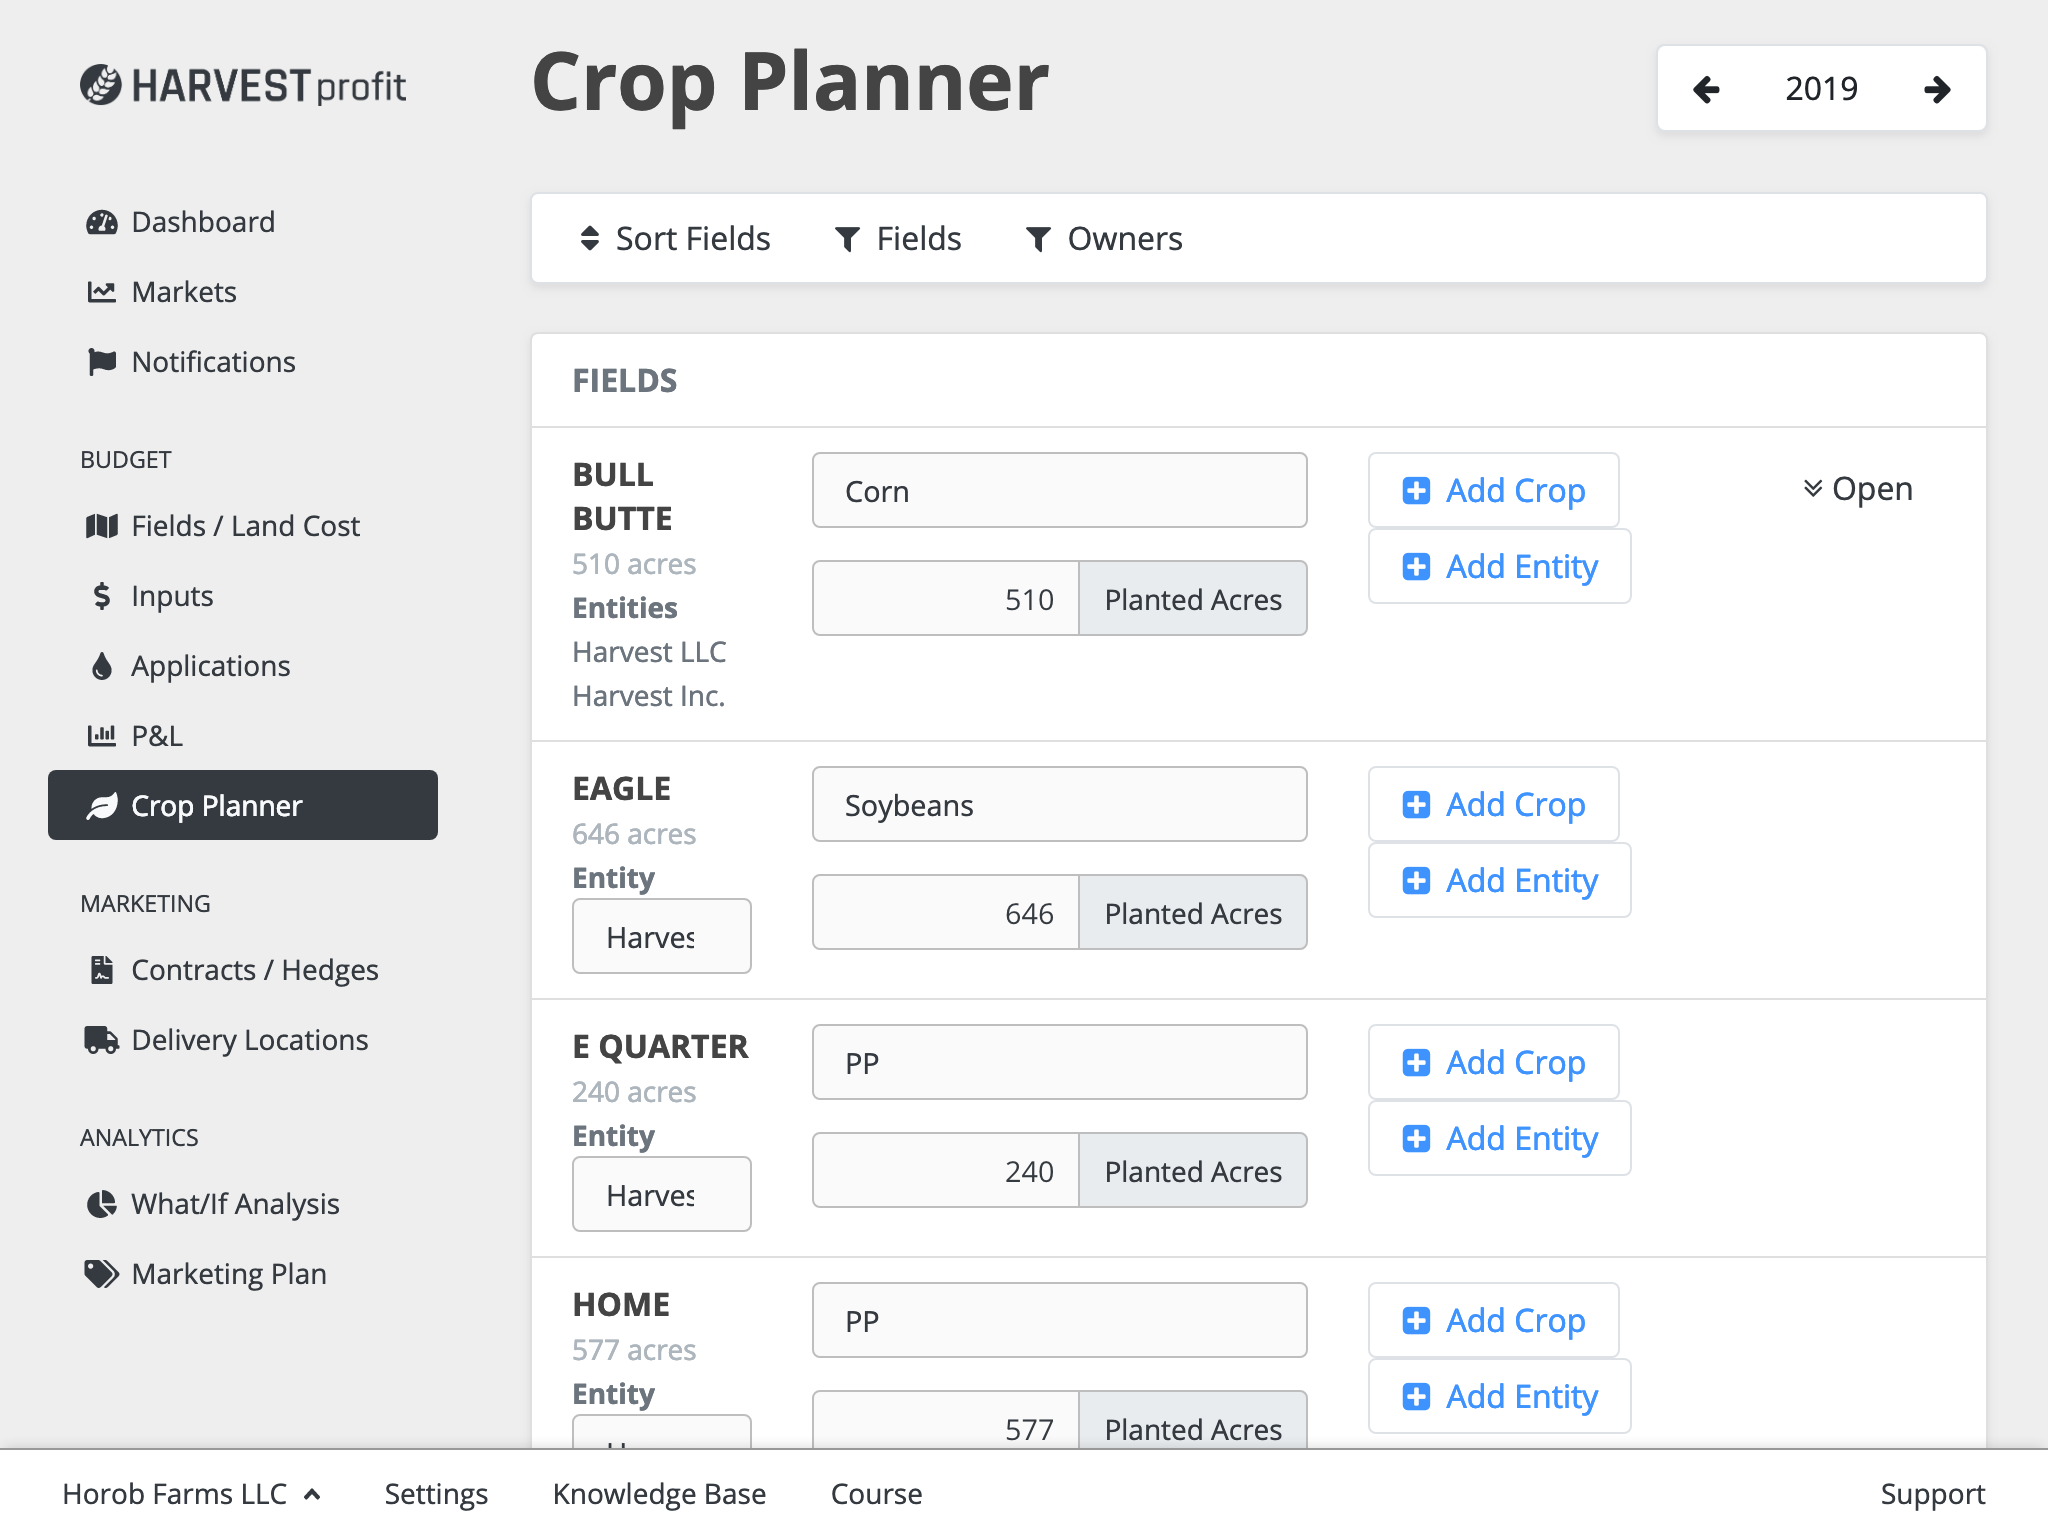 HARVEST profit
Crop Planner
2019
Dashboard
Markets
Notifications
BUDGET
Fields / Land Cost
Inputs
Applications
P&L
Crop Planner
MARKETING
Contracts / Hedges
Delivery Locations
ANALYTICS
What/If Analysis
Marketing Plan
Sort Fields
Fields
Owners
FIELDS
BULL
BUTTE
510 acres
Entities
Harvest LLC
Harvest Inc.
Corn
510 Planted Acres
Add Crop
Add Entity
Open
EAGLE
646 acres
Entity
Harves
Soybeans
646 Planted Acres
Add Crop
Add Entity
E QUARTER
240 acres
Entity
Harves
PP
240 Planted Acres
Add Crop
Add Entity
HOME
577 acres
Entity
PP
577 Planted Acres
Add Crop
Add Entity
Horob Farms LLC
Settings
Knowledge Base
Course
Support